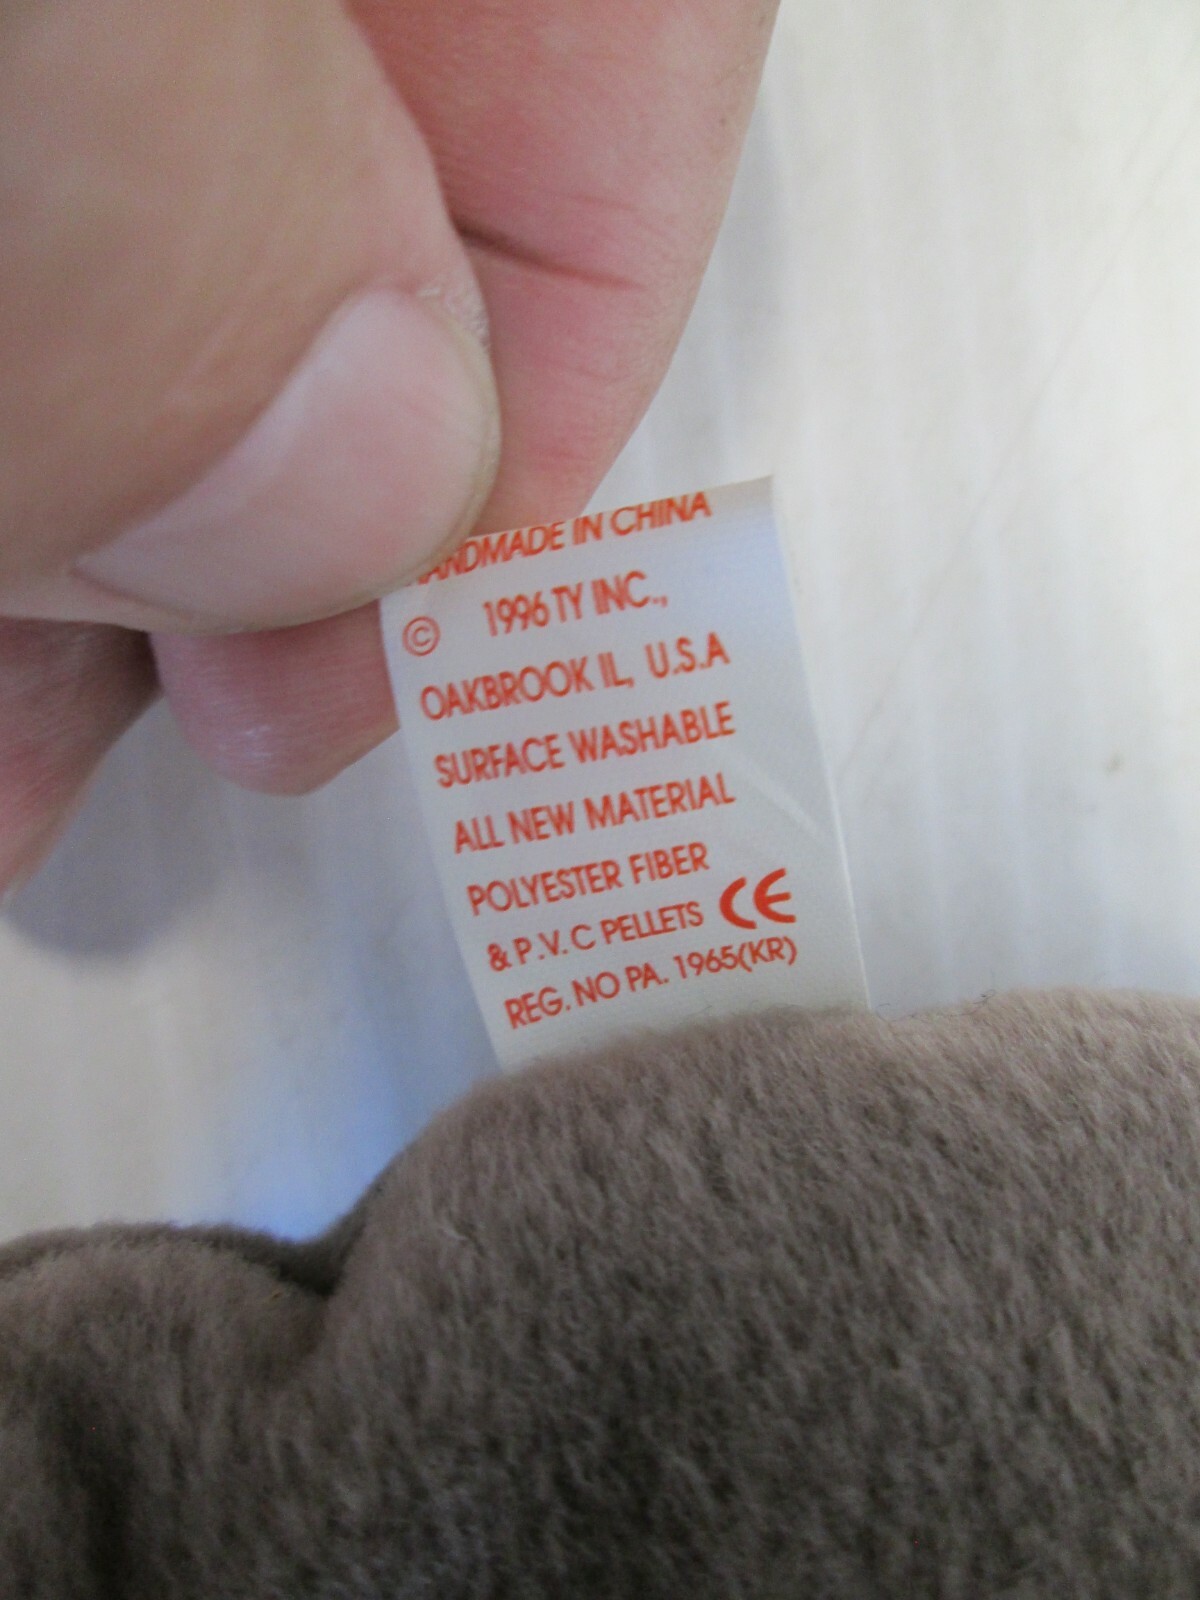 HANDMADE IN CHINA
© 1996 TY INC.,
OAKBROOK IL, U.S.A
SURFACE WASHABLE
ALL NEW MATERIAL
POLYESTER FIBER
& P.V.C PELLETS CE
REG. NO PA. 1965(KR)